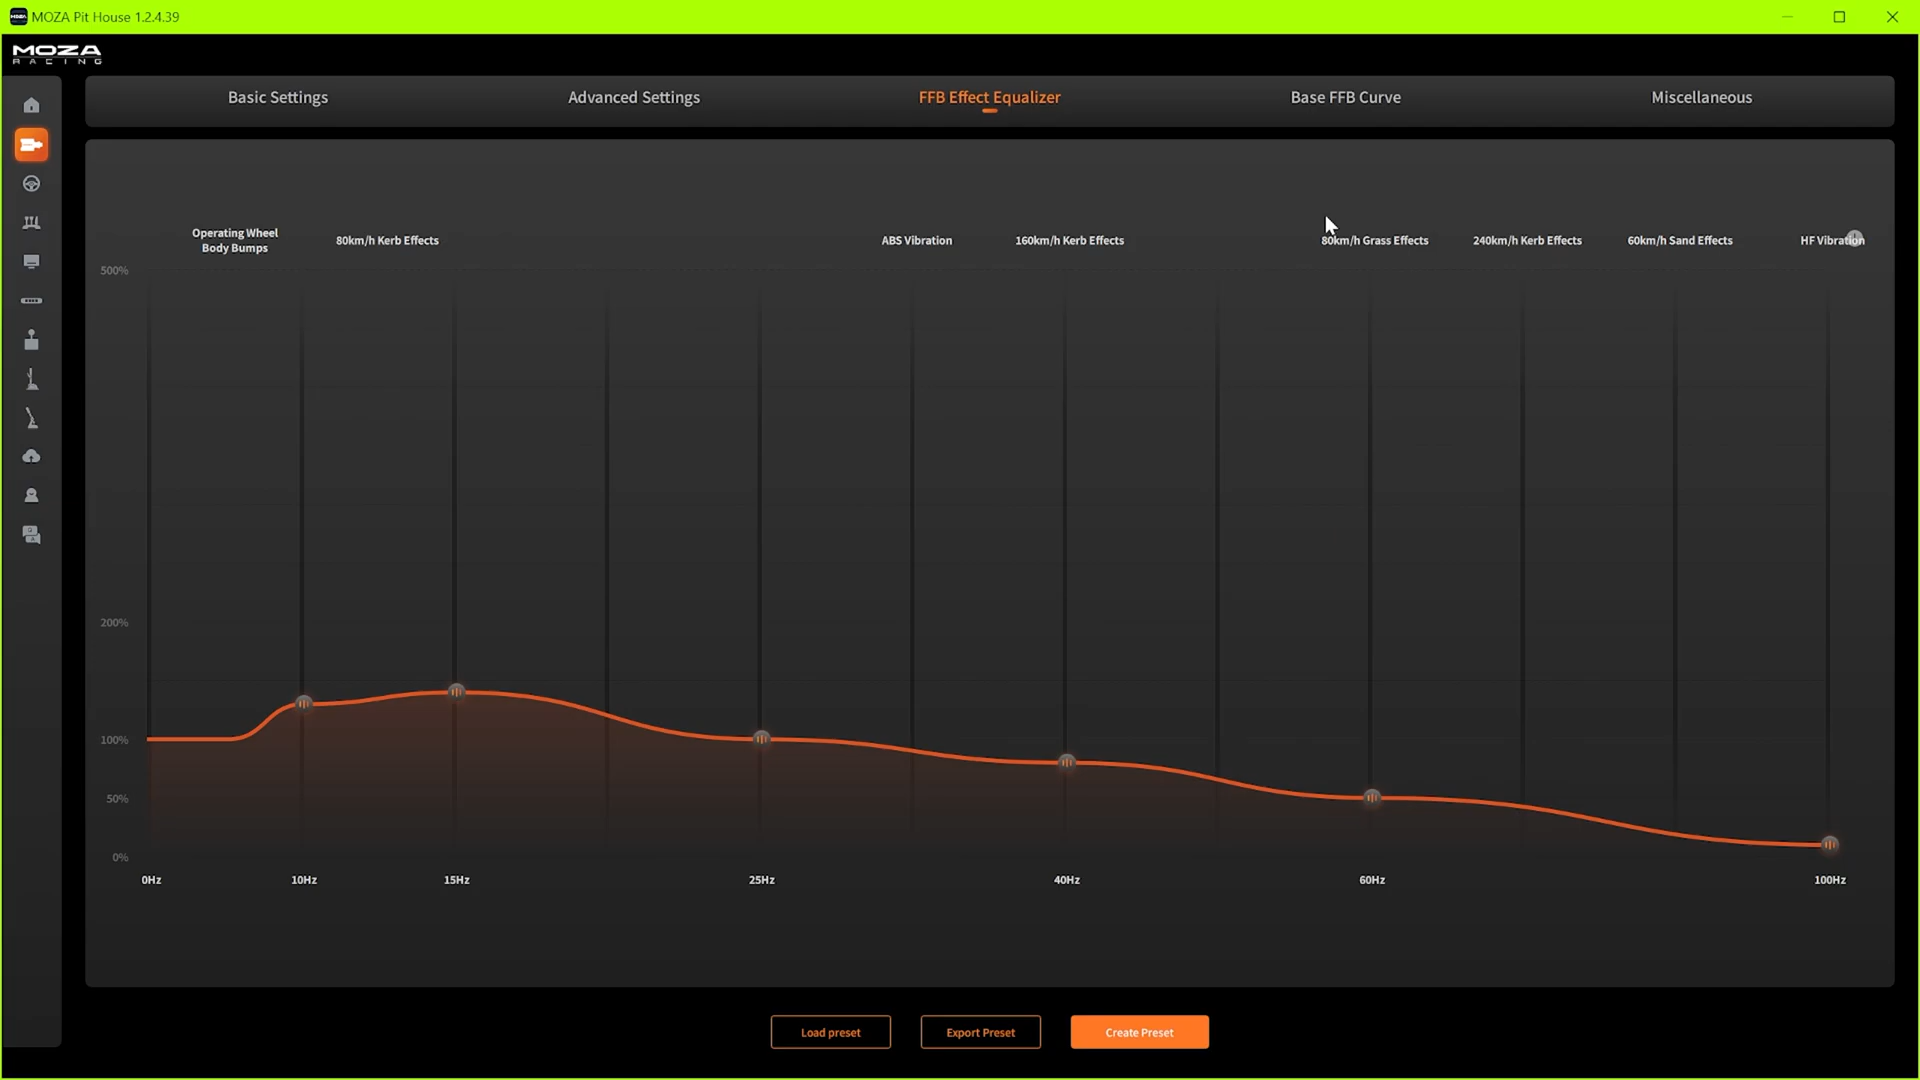 MOZA Pit House 1.2.4.39
MOZA
RACING
Basic Settings
Advanced Settings
FFB Effect Equalizer
Base FFB Curve
Miscellaneous
Operating Wheel
Body Bumps
80km/h Kerb Effects
ABS Vibration
160km/h Kerb Effects
80km/h Grass Effects
240km/h Kerb Effects
60km/h Sand Effects
HF Vibration
500%
200%
100%
50%
0%
0Hz
10Hz
15Hz
25Hz
40Hz
60Hz
100Hz
Load preset
Export Preset
Create Preset